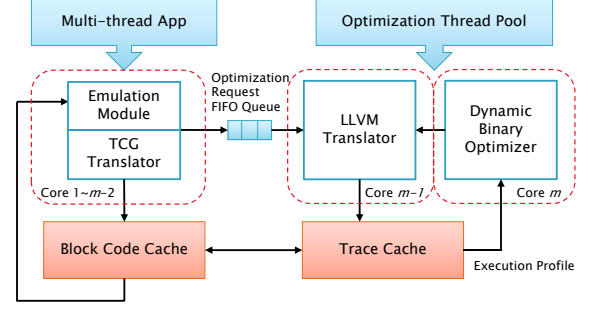 Multi-thread App
Optimization Thread Pool
Optimization
Request
FIFO Queue
Emulation
Module
TCG
Translator
LLVM
Translator
Dynamic
Binary
Optimizer
Core 1~m-2
Core m-1
Core m
Block Code Cache
Trace Cache
Execution Profile